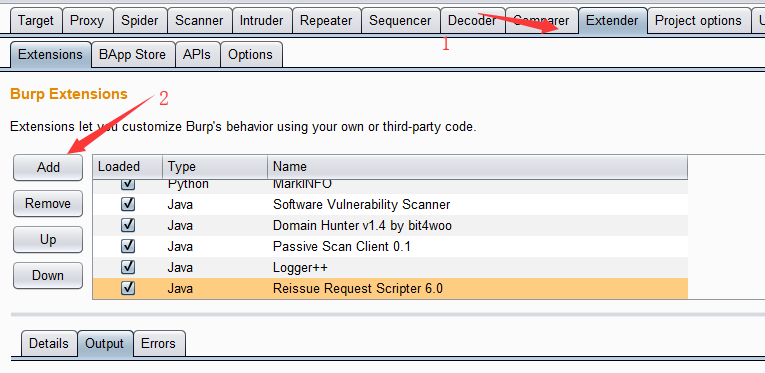 Target Proxy Spider Scanner Intruder Repeater Sequencer Decoder Comparer Extender Project options U
1
Extensions BApp Store APIs Options
Burp Extensions
2
Extensions let you customize Burp's behavior using your own or third-party code.
Add Loaded Type Name
Python MarkINFO
Remove Java Software Vulnerability Scanner
Java Domain Hunter v1.4 by bit4woo
Up Java Passive Scan Client 0.1
Java Logger++
Down Java Reissue Request Scripter 6.0
Details Output Errors